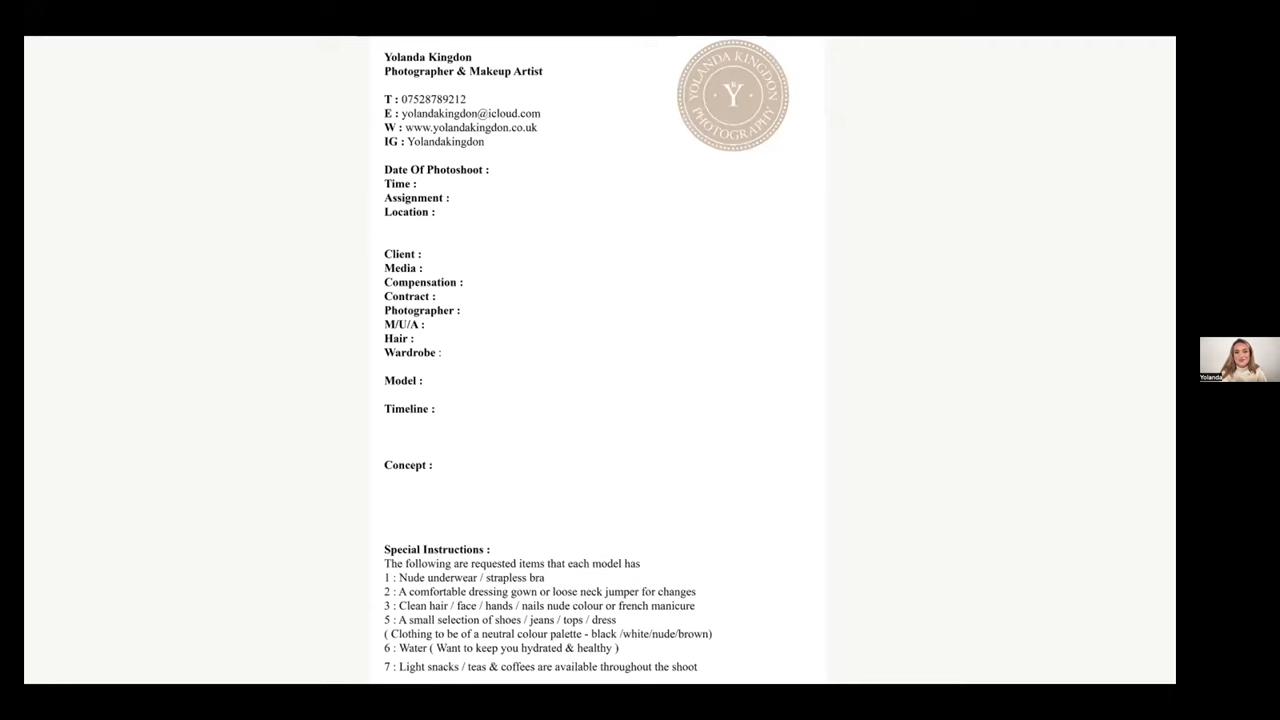 Yolanda Kingdon
Photographer & Makeup Artist
YOLANDA KINGDON
Y
PHOTOGRAPHY
T : 07528789212
E : yolandakingdon@icloud.com
W : www.yolandakingdon.co.uk
IG : Yolandakingdon
Date Of Photoshoot :
Time :
Assignment :
Location :
Client :
Media :
Compensation :
Contract :
Photographer :
M/U/A :
Hair :
Wardrobe :
Model :
Timeline :
Concept :
Special Instructions :
The following are requested items that each model has
1 : Nude underwear / strapless bra
2 : A comfortable dressing gown or loose neck jumper for changes
3 : Clean hair / face / hands / nails nude colour or french manicure
5 : A small selection of shoes / jeans / tops / dress
( Clothing to be of a neutral colour palette - black /white/nude/brown)
6 : Water ( Want to keep you hydrated & healthy )
7 : Light snacks / teas & coffees are available throughout the shoot
Yolanda